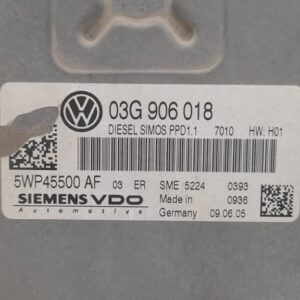 03G 906 018
DIESEL SIMOS PPD1.1 7010 HW: H01
5WP45500 AF 03 ER SME 5224 0393
SIEMENS VDO Made in 0936
Automotive Germany 09.06.05